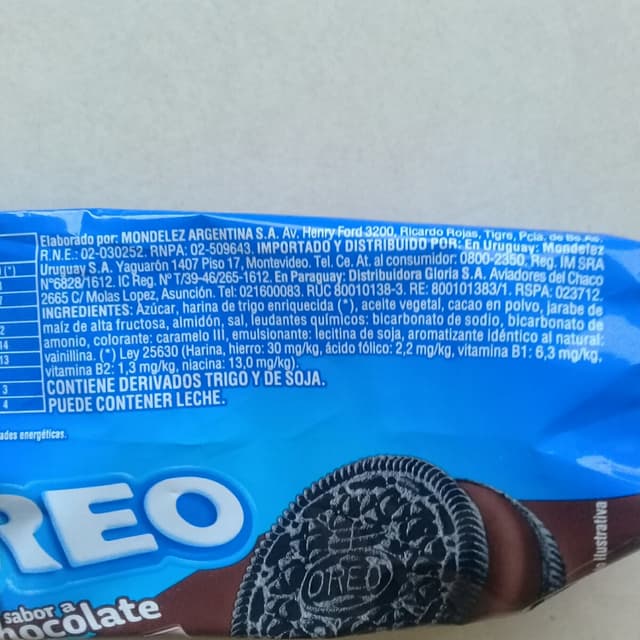 Elaborado por: MONDELEZ ARGENTINA S.A. Av. Henry Ford 3200, Ricardo Rojas, Tigre, Pcia. de Bs.As.
R.N.E.: 02-030252. RNPA: 02-509643. IMPORTADO Y DISTRIBUIDO POR: En Uruguay: Mondelez
Uruguay S.A. Yaguarón 1407 Piso 17, Montevideo. Tel. Ce. At. al consumidor: 0800-2350. Reg. IM SRA
Nº6828/1612. IC Reg. Nº T/39-46/265-1612. En Paraguay: Distribuidora Gloria S.A. Aviadores del Chaco
2665 C/ Molas Lopez, Asunción. Tel: 021600083. RUC 80010138-3. RE: 800101383/1. RSPA: 023712.
INGREDIENTES: Azúcar, harina de trigo enriquecida (*), aceite vegetal, cacao en polvo, jarabe de
maíz de alta fructosa, almidón, sal, leudantes químicos: bicarbonato de sodio, bicarbonato de
amonio, colorante: caramelo III, emulsionante: lecitina de soja, aromatizante idéntico al natural:
vainillina. (*) Ley 25630 (Harina, hierro: 30 mg/kg, ácido fólico: 2,2 mg/kg, vitamina B1: 6,3 mg/kg,
vitamina B2: 1,3 mg/kg, niacina: 13,0 mg/kg).
CONTIENE DERIVADOS TRIGO Y DE SOJA.
PUEDE CONTENER LECHE.
(*)
2
14
13
3
4
ades energéticas.
REO
sabor a
hocolate
OREO
o ilustrativa